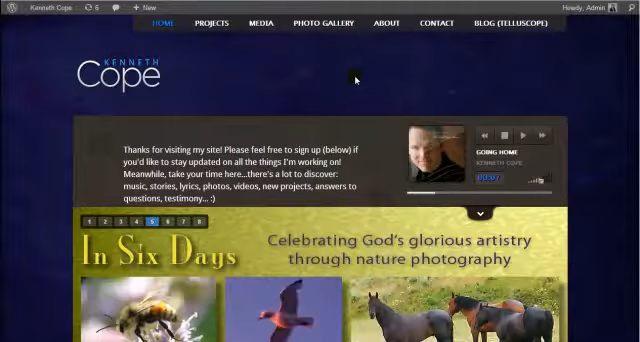 Kenneth Cope 6 + New Howdy, Admin
HOME PROJECTS MEDIA PHOTO GALLERY ABOUT CONTACT BLOG (TELLUSCOPE)
KENNETH
Cope
Thanks for visiting my site! Please feel free to sign up (below) if
you'd like to stay updated on all the things I'm working on!
Meanwhile, take your time here...there's a lot to discover:
music, stories, lyrics, photos, videos, new projects, answers to
questions, testimony... :)
GOING HOME
KENNETH COPE
00:07
1 2 3 4 5 6 7 8
In Six Days
Celebrating God's glorious artistry
through nature photography